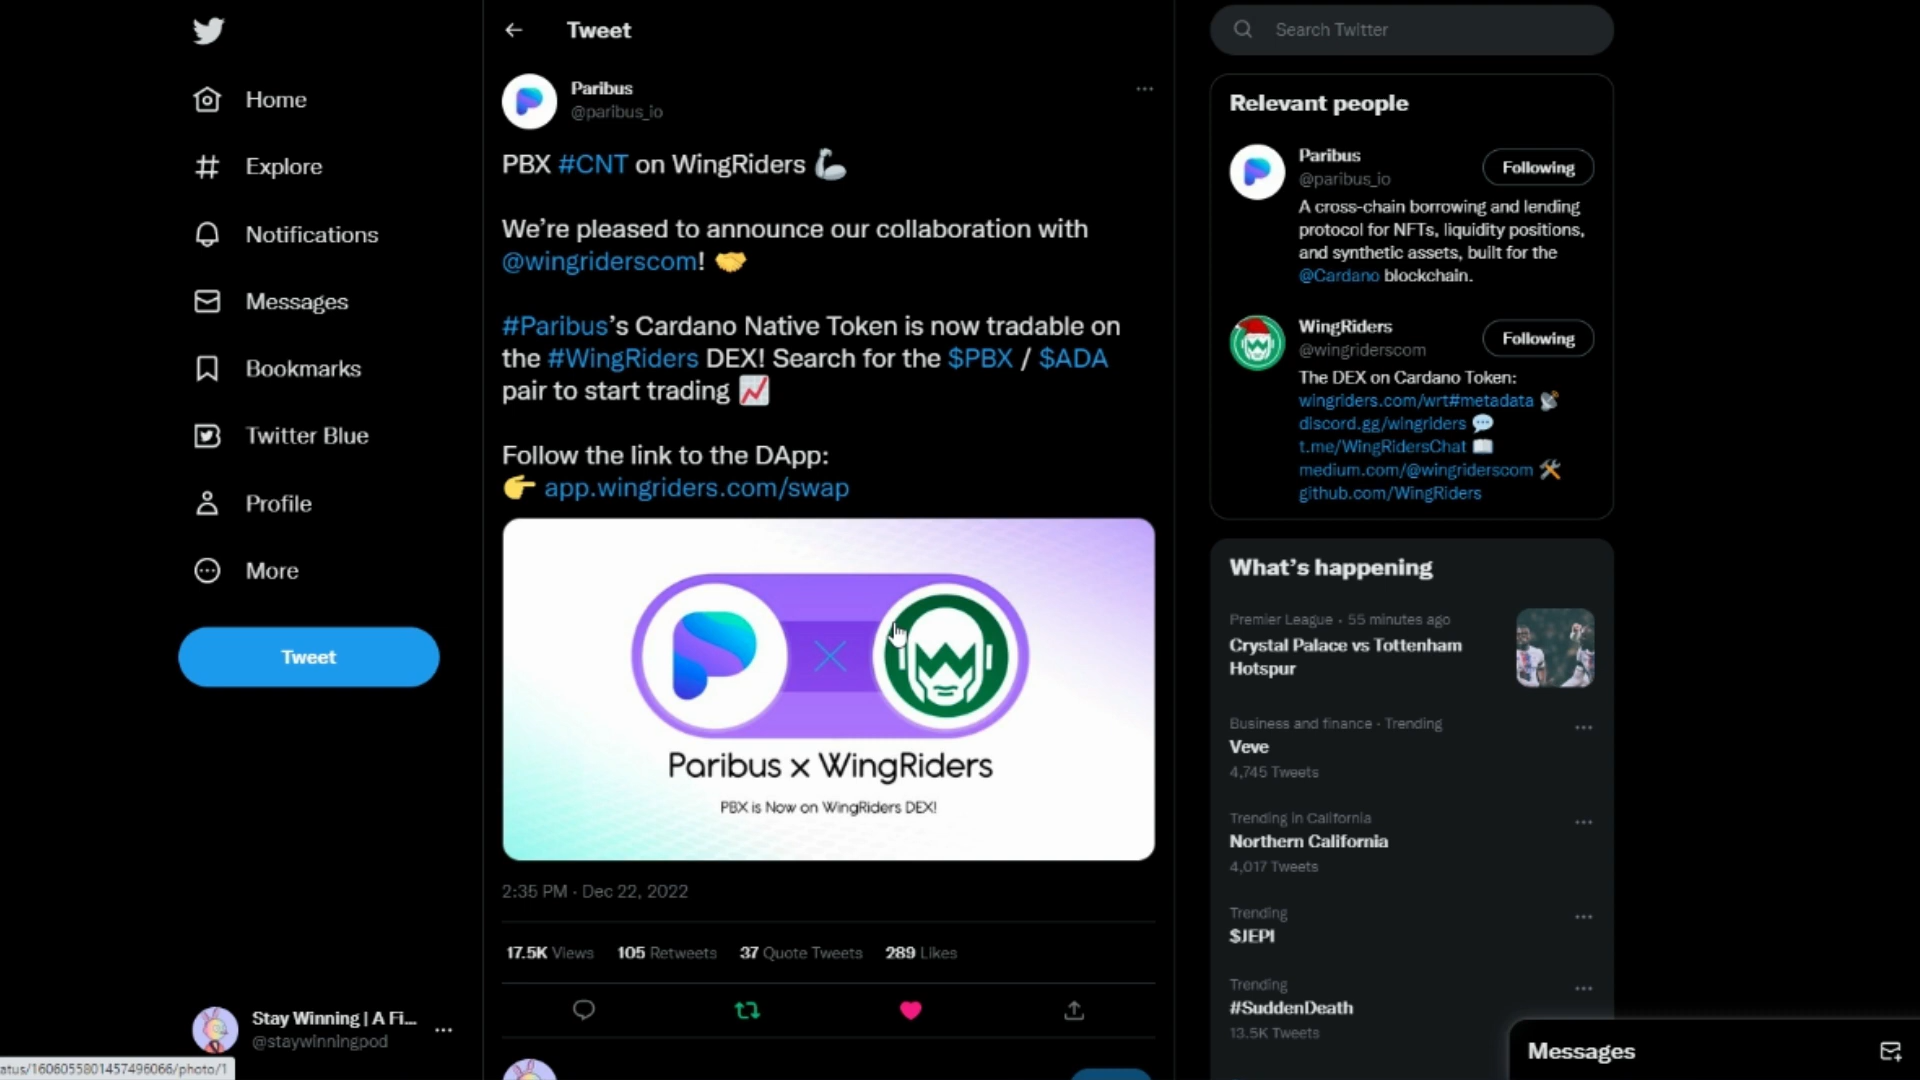 Home
Explore
Notifications
Messages
Bookmarks
Twitter Blue
Profile
More
Tweet
Stay Winning | A Fi...
@staywinningpod
atus/1606055801457496066/photo/1
Tweet
Paribus
@paribus_io
PBX #CNT on WingRiders
We're pleased to announce our collaboration with
@wingriderscom!
#Paribus's Cardano Native Token is now tradable on
the #WingRiders DEX! Search for the $PBX / $ADA
pair to start trading
Follow the link to the DApp:
app.wingriders.com/swap
Paribus x WingRiders
PBX is Now on WingRiders DEX!
2:35 PM · Dec 22, 2022
17.5K Views 105 Retweets 37 Quote Tweets 289 Likes
Search Twitter
Relevant people
Paribus
@paribus_io
Following
A cross-chain borrowing and lending
protocol for NFTs, liquidity positions,
and synthetic assets, built for the
@Cardano blockchain.
WingRiders
@wingriderscom
Following
The DEX on Cardano Token:
wingriders.com/wrt#metadata
discord.gg/wingriders
t.me/WingRidersChat
medium.com/@wingriderscom
github.com/WingRiders
What's happening
Premier League · 55 minutes ago
Crystal Palace vs Tottenham
Hotspur
Business and finance · Trending
Veve
4,745 Tweets
Trending in California
Northern California
4,017 Tweets
Trending
$JEPI
Trending
#SuddenDeath
13.5K Tweets
Messages